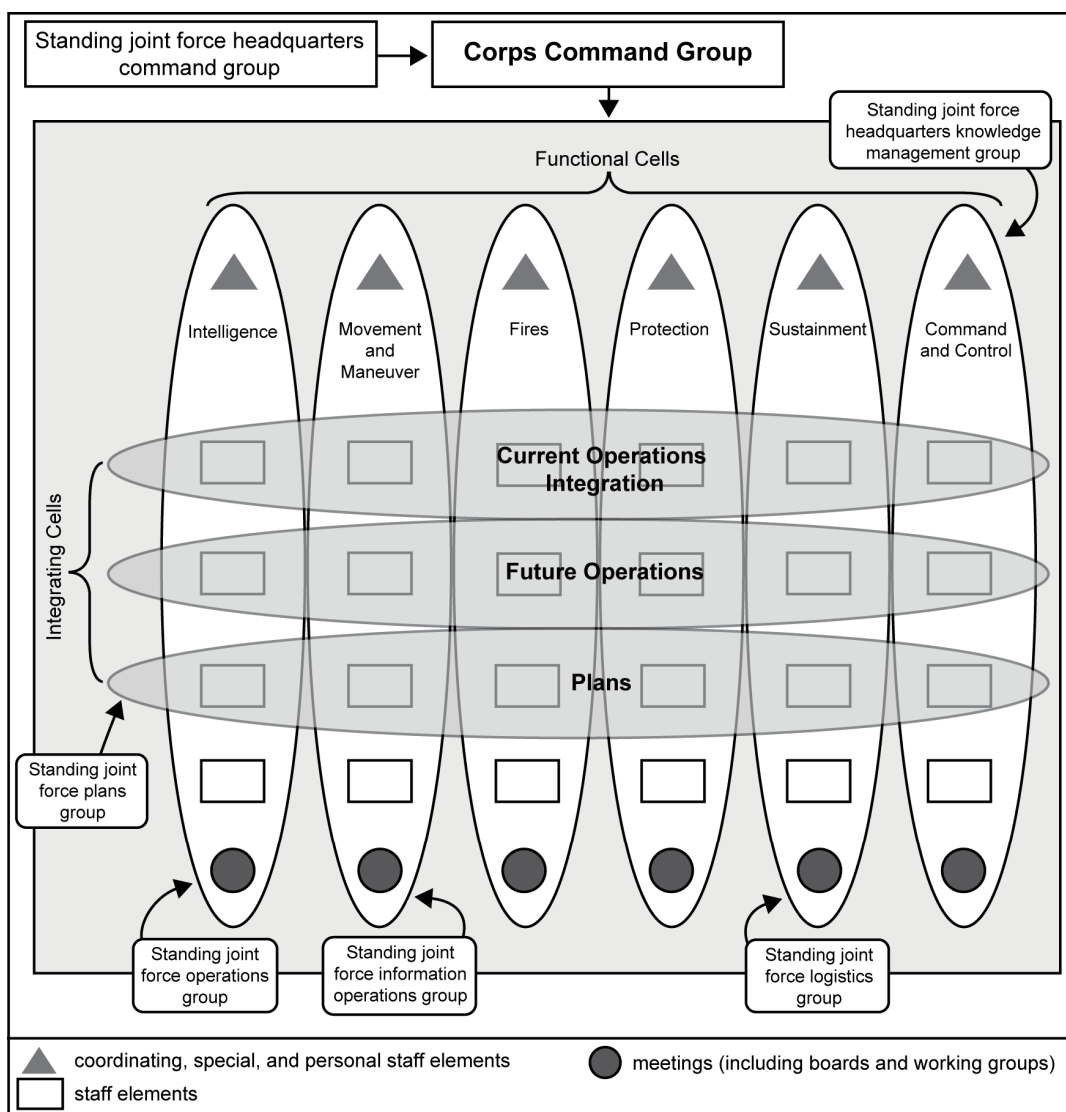 Standing joint force headquarters
command group
Corps Command Group
Standing joint force
headquarters knowledge
management group
Functional Cells
Intelligence
Movement
and
Maneuver
Fires
Protection
Sustainment
Command
and Control
Integrating Cells
Current Operations
Integration
Future Operations
Plans
Standing joint
force plans
group
Standing joint
force operations
group
Standing joint
force information
operations group
Standing joint
force logistics
group
coordinating, special, and personal staff elements
meetings (including boards and working groups)
staff elements